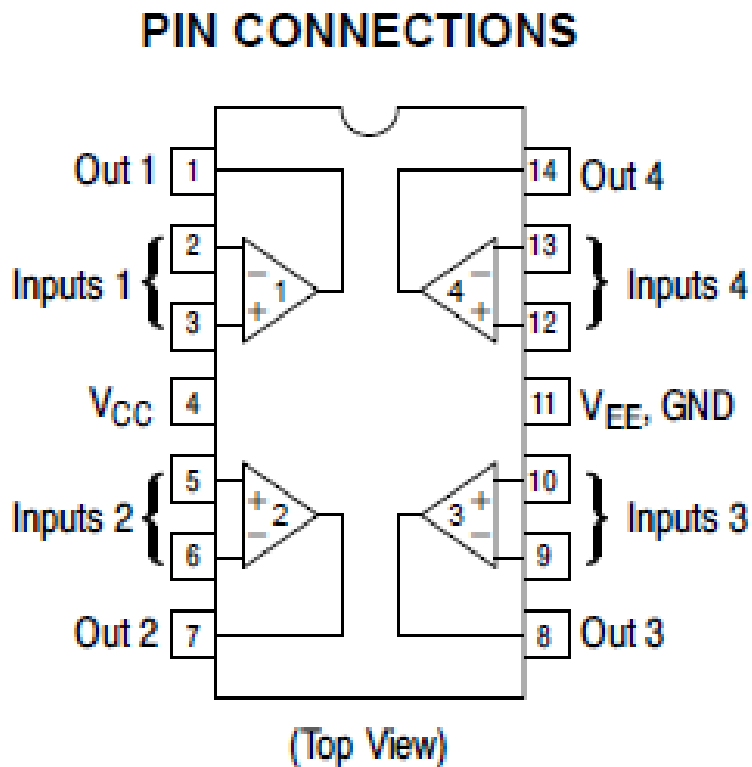 PIN CONNECTIONS
Out 1 1 14 Out 4
2 13
Inputs 1 − 1 + − 4 + Inputs 4
3 12
VCC 4 11 VEE, GND
5 10
Inputs 2 + 2 − + 3 − Inputs 3
6 9
Out 2 7 8 Out 3
(Top View)